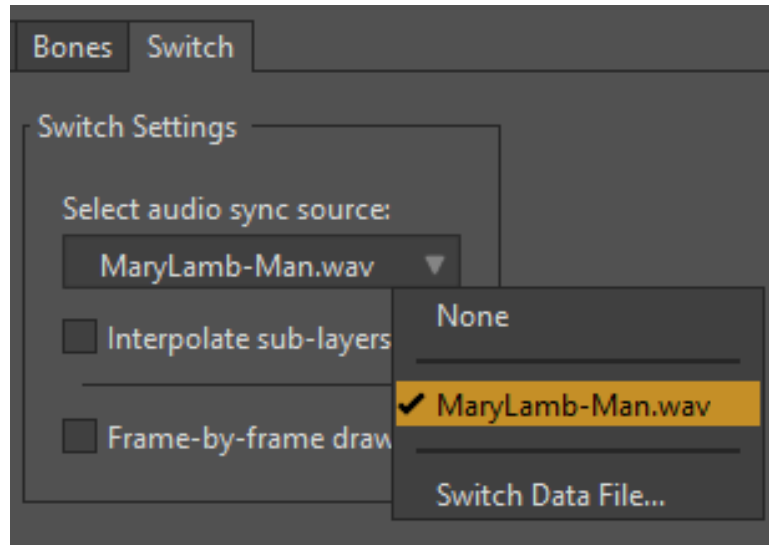 Bones Switch
Switch Settings
Select audio sync source:
MaryLamb-Man.wav
Interpolate sub-layers
Frame-by-frame draw
None
MaryLamb-Man.wav
Switch Data File...